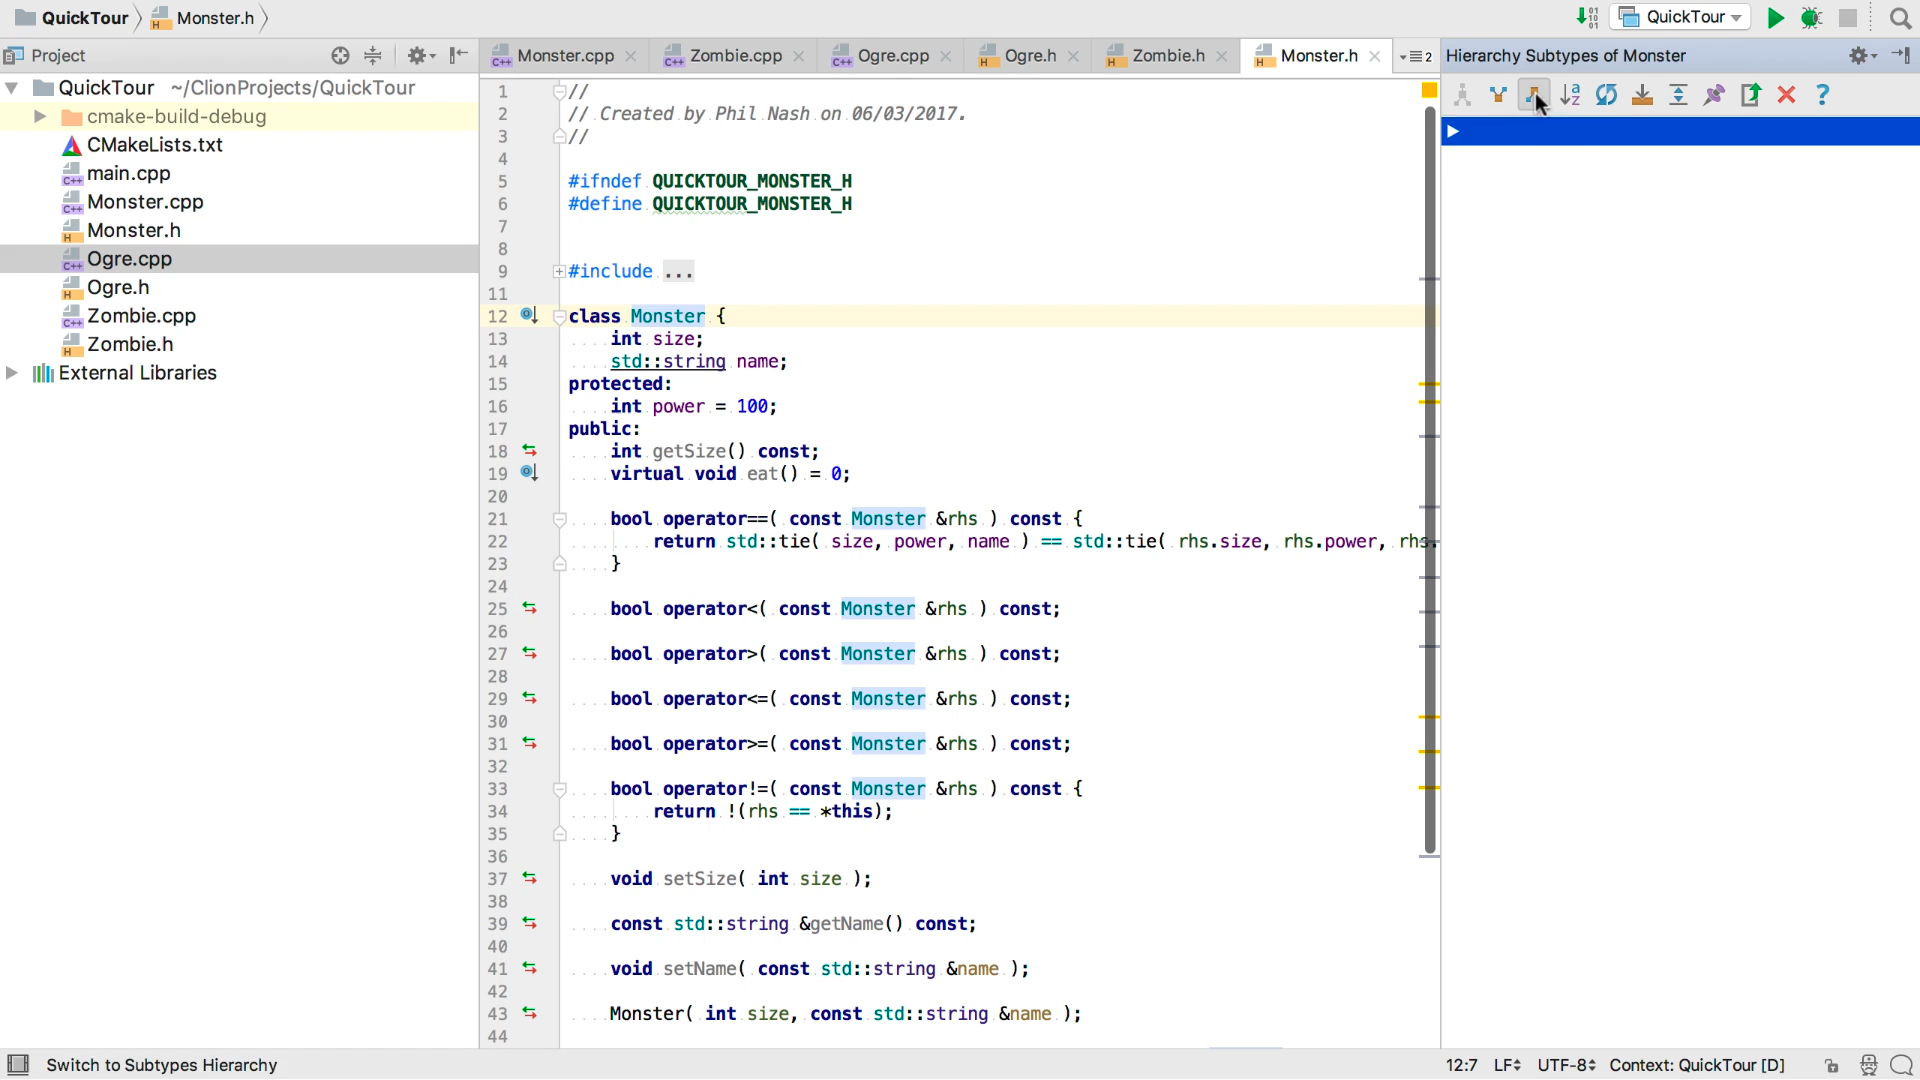 QuickTour Monster.h QuickTour
Project Monster.cpp Zombie.cpp Ogre.cpp Ogre.h Zombie.h Monster.h 2 Hierarchy Subtypes of Monster
QuickTour ~/ClionProjects/QuickTour
cmake-build-debug
CMakeLists.txt
main.cpp
Monster.cpp
Monster.h
Ogre.cpp
Ogre.h
Zombie.cpp
Zombie.h
External Libraries
1 //
2 // Created by Phil Nash on 06/03/2017.
3 //
4
5 #ifndef QUICKTOUR_MONSTER_H
6 #define QUICKTOUR_MONSTER_H
7
8
9 #include ...
11
12 class Monster {
13 int size;
14 std::string name;
15 protected:
16 int power = 100;
17 public:
18 int getSize() const;
19 virtual void eat() = 0;
20
21 bool operator==( const Monster &rhs ) const {
22 return std::tie( size, power, name ) == std::tie( rhs.size, rhs.power, rhs.
23 }
24
25 bool operator<( const Monster &rhs ) const;
26
27 bool operator>( const Monster &rhs ) const;
28
29 bool operator<=( const Monster &rhs ) const;
30
31 bool operator>=( const Monster &rhs ) const;
32
33 bool operator!=( const Monster &rhs ) const {
34 return !(rhs == *this);
35 }
36
37 void setSize( int size );
38
39 const std::string &getName() const;
40
41 void setName( const std::string &name );
42
43 Monster( int size, const std::string &name );
44
Switch to Subtypes Hierarchy 12:7 LF UTF-8 Context: QuickTour [D]